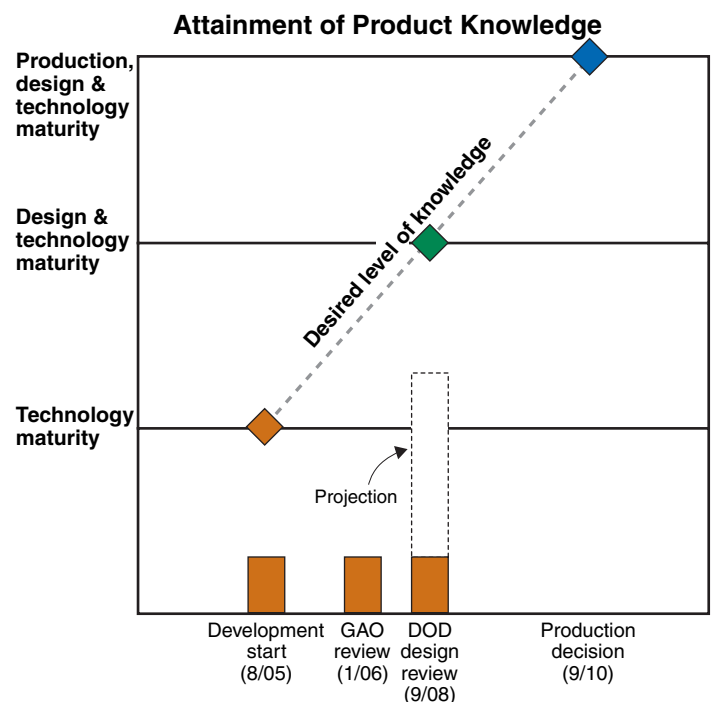 Attainment of Product Knowledge
Production,
design &
technology
maturity
Design &
technology
maturity
Desired level of knowledge
Technology
maturity
Projection
Development
start
(8/05)
GAO
review
(1/06)
DOD
design
review
(9/08)
Production
decision
(9/10)